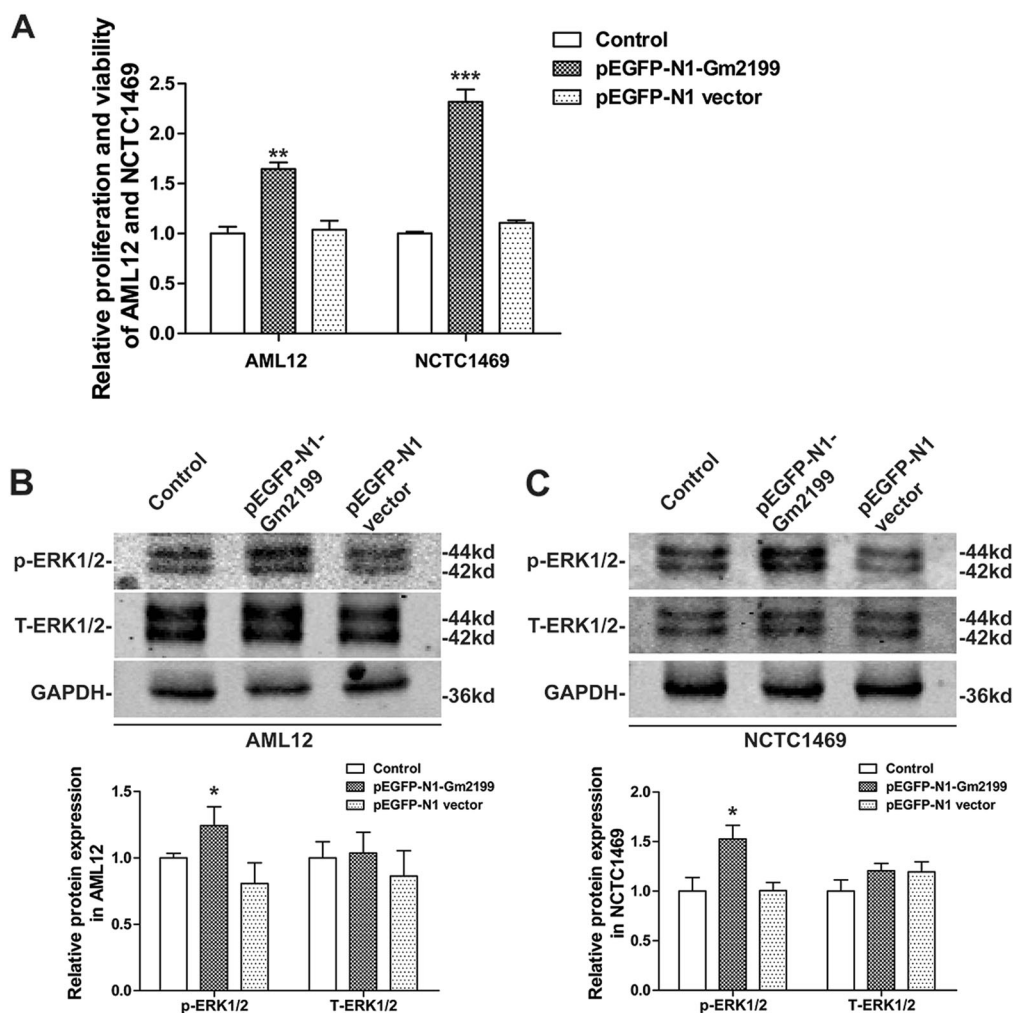 A
Control
pEGFP-N1-Gm2199
pEGFP-N1 vector
Relative proliferation and viability
of AML12 and NCTC1469
2.5
2.0
1.5
1.0
0.5
0.0
**
***
AML12
NCTC1469
B
Control
pEGFP-N1-
Gm2199
pEGFP-N1
vector
p-ERK1/2-
-44kd
-42kd
T-ERK1/2-
-44kd
-42kd
GAPDH-
-36kd
AML12
Control
pEGFP-N1-Gm2199
pEGFP-N1 vector
Relative protein expression
in AML12
1.5
1.0
0.5
0.0
*
p-ERK1/2
T-ERK1/2
C
Control
pEGFP-N1-
Gm2199
pEGFP-N1
vector
p-ERK1/2-
-44kd
-42kd
T-ERK1/2-
-44kd
-42kd
GAPDH-
-36kd
NCTC1469
Control
pEGFP-N1-Gm2199
pEGFP-N1 vector
Relative protein expression
in NCTC1469
2.0
1.5
1.0
0.5
0.0
*
p-ERK1/2
T-ERK1/2